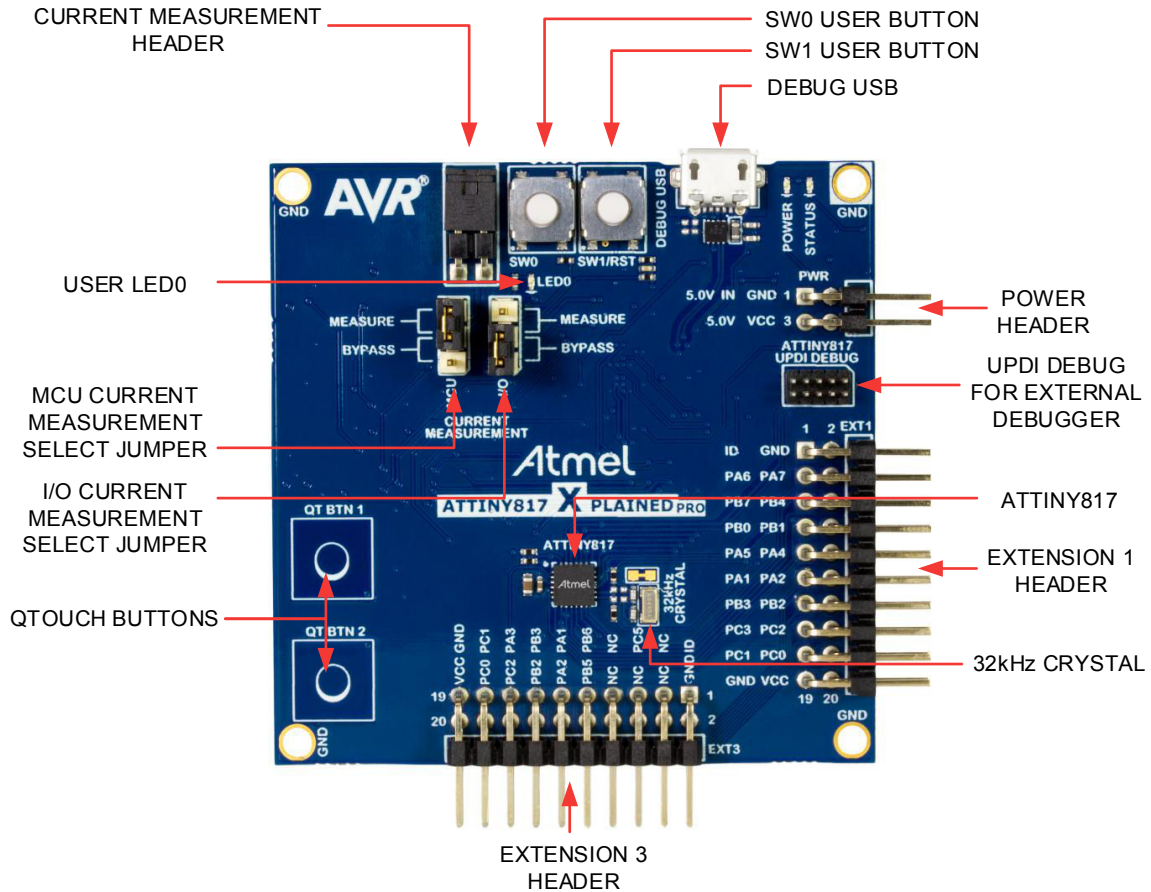 CURRENT MEASUREMENT
HEADER
SW0 USER BUTTON
SW1 USER BUTTON
DEBUG USB
AVR®
GND
DEBUG USB
POWER
STATUS
GND
SW0
SW1/RST
USER LED0
LED0
PWR
5.0V IN GND 1
5.0V VCC 3
POWER
HEADER
MEASURE
BYPASS
MEASURE
BYPASS
ATTINY817
UPDI DEBUG
UPDI DEBUG
FOR EXTERNAL
DEBUGGER
MCU
I/O
CURRENT
MEASUREMENT
MCU CURRENT
MEASUREMENT
SELECT JUMPER
1 2 EXT1
ID GND
PA6 PA7
PB7 PB4
PB0 PB1
PA5 PA4
PA1 PA2
PB3 PB2
PC3 PC2
PC1 PC0
GND VCC
19 20
Atmel
ATTINY817 X PLAINED PRO
I/O CURRENT
MEASUREMENT
SELECT JUMPER
ATTINY817
QT BTN 1
ATTINY817
Atmel
32kHz
CRYSTAL
EXTENSION 1
HEADER
QTOUCH BUTTONS
QT BTN 2
32kHz CRYSTAL
VCC GND
PC0 PC1
PC2 PA3
PB2 PB3
PA2 PA1
PB5 PB6
NC NC
NC PC5
NC NC
GND ID
19
1
20
2
GND
GND
EXT3
EXTENSION 3
HEADER